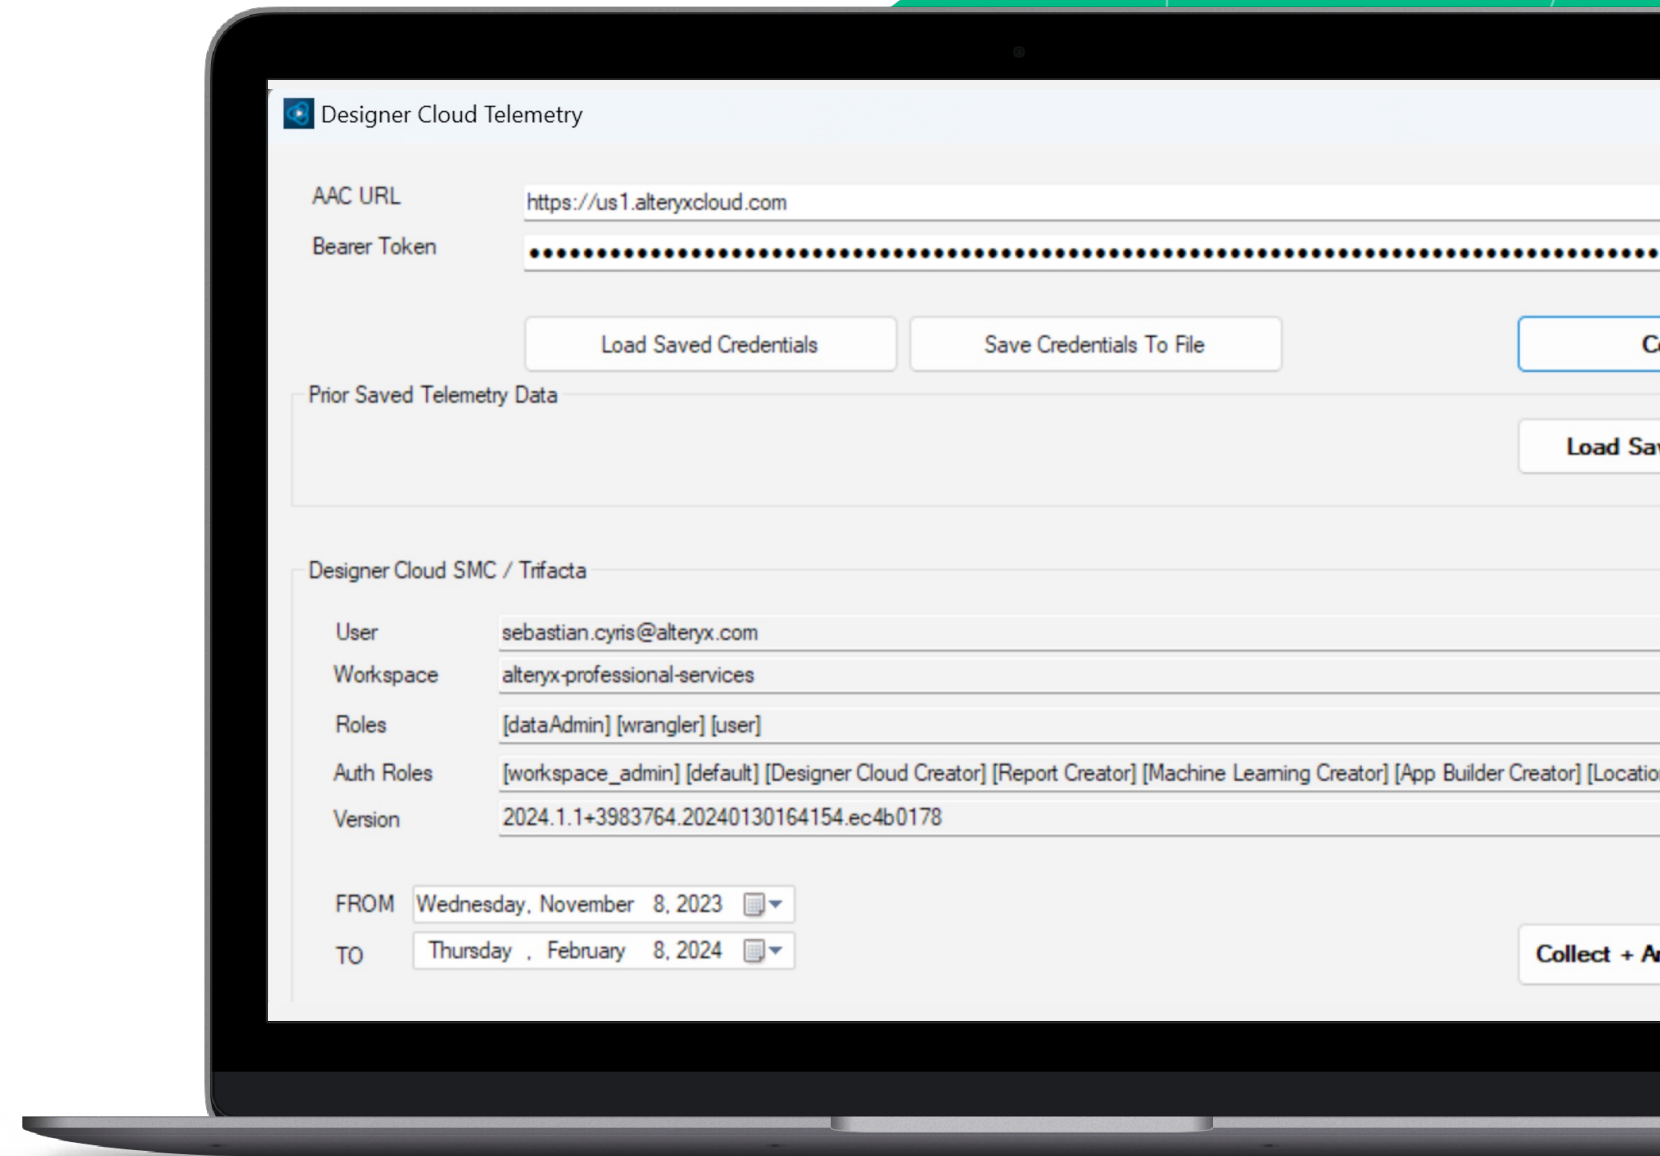 Designer Cloud Telemetry
AAC URL https://us1.alteryxcloud.com
Bearer Token
Load Saved Credentials Save Credentials To File
Prior Saved Telemetry Data
Load
Designer Cloud SMC / Trifacta
User sebastian.cyris@alteryx.com
Workspace alteryx-professional-services
Roles [dataAdmin] [wrangler] [user]
Auth Roles [workspace_admin] [default] [Designer Cloud Creator] [Report Creator] [Machine Learning Creator] [App Builder Creator]
Version 2024.1.1+3983764.20240130164154.ec4b0178
FROM Wednesday, November 8, 2023
TO Thursday , February 8, 2024
Collect +